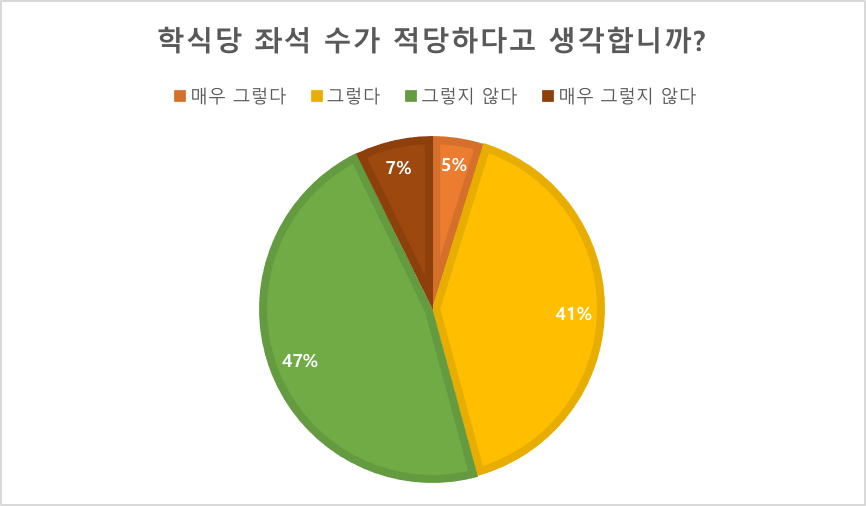 학식당 좌석 수가 적당하다고 생각합니까?
매우 그렇다 그렇다 그렇지 않다 매우 그렇지 않다
7% 5%
41%
47%